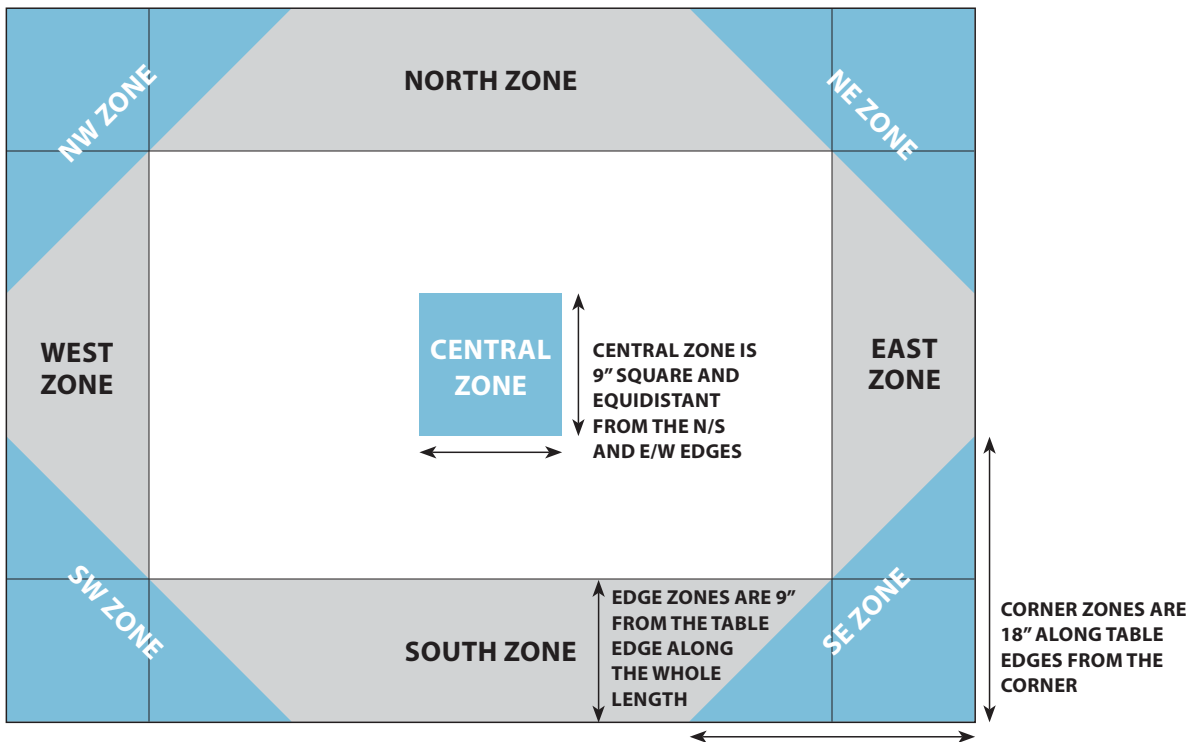 NORTH ZONE
NW ZONE
NE ZONE
WEST
ZONE
CENTRAL
ZONE
CENTRAL ZONE IS
9” SQUARE AND
EQUIDISTANT
FROM THE N/S
AND E/W EDGES
EAST
ZONE
SW ZONE
SOUTH ZONE
EDGE ZONES ARE 9”
FROM THE TABLE
EDGE ALONG
THE WHOLE
LENGTH
SE ZONE
CORNER ZONES ARE
18” ALONG TABLE
EDGES FROM THE
CORNER